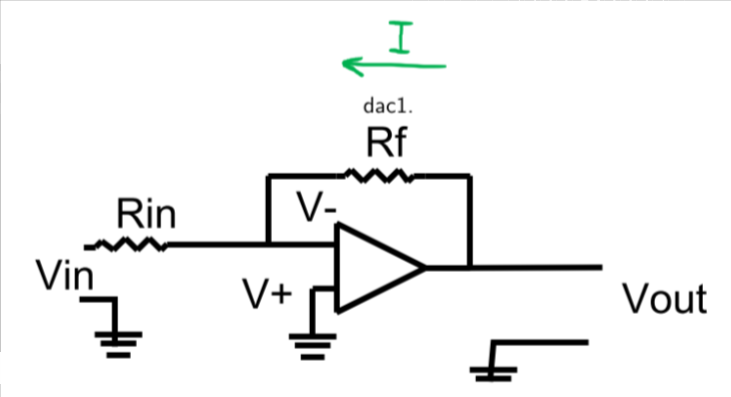 I
dac1.
Rf
Rin
V-
Vin
V+
Vout